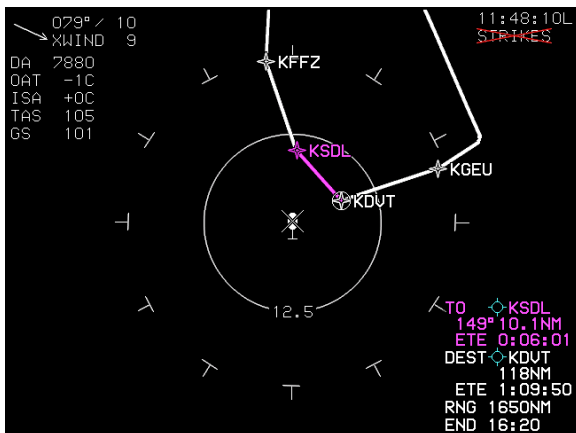 079°/ 10
XWIND 9
DA 7880
OAT -1C
ISA +0C
TAS 105
GS 101
11:48:10L
STRIKES
KFFZ
KSDL
KGEU
KDVT
12.5
TO KSDL
149° 10.1NM
ETE 0:06:01
DEST KDVT
118NM
ETE 1:09:50
RNG 1650NM
END 16:20